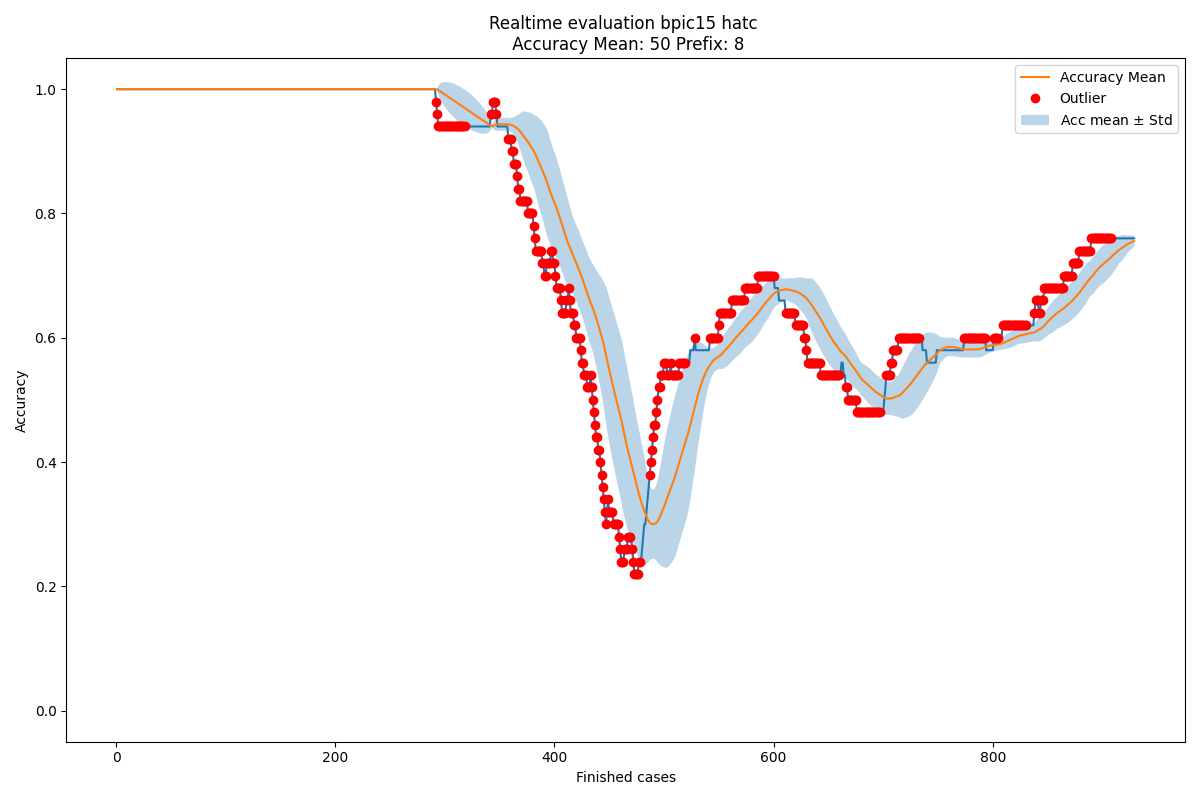 Realtime evaluation bpic15 hatc
Accuracy Mean: 50 Prefix: 8
Accuracy Mean
Outlier
Acc mean ± Std
1.0
0.8
0.6
0.4
0.2
0.0
Accuracy
0 200 400 600 800
Finished cases